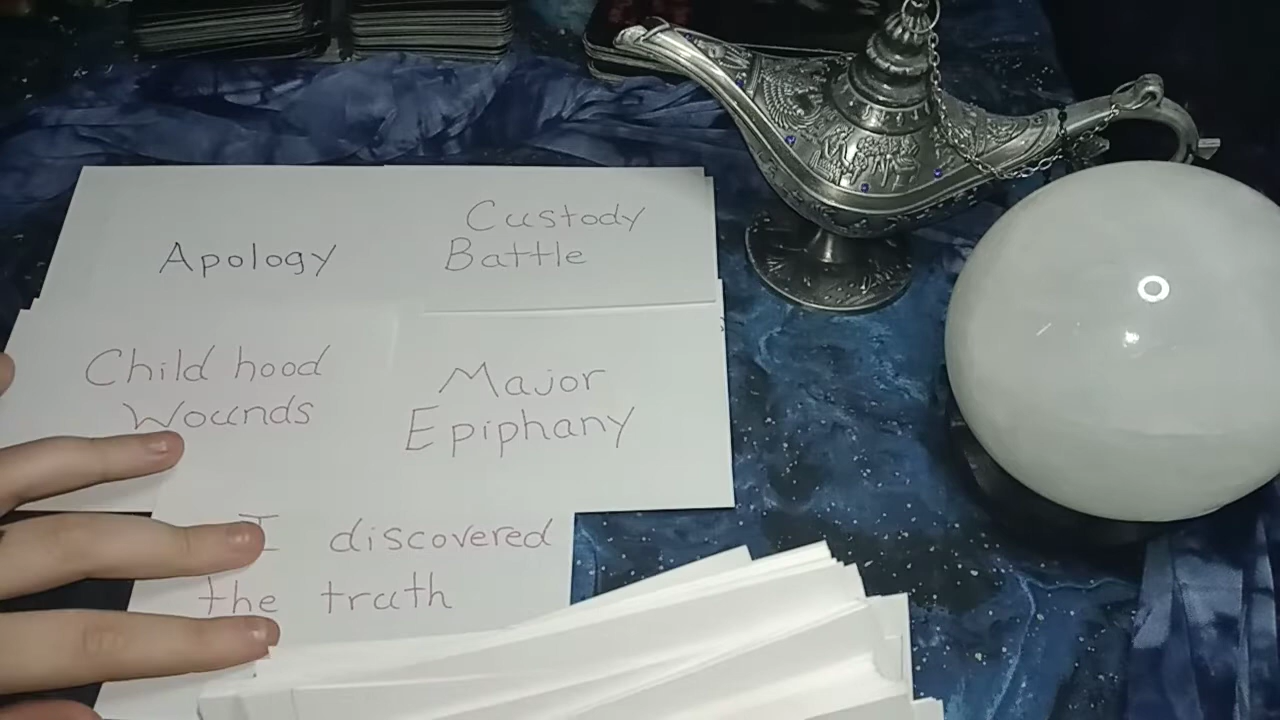 Apology
Custody
Battle
Child hood
Wounds
Major
Epiphany
I discovered
the truth